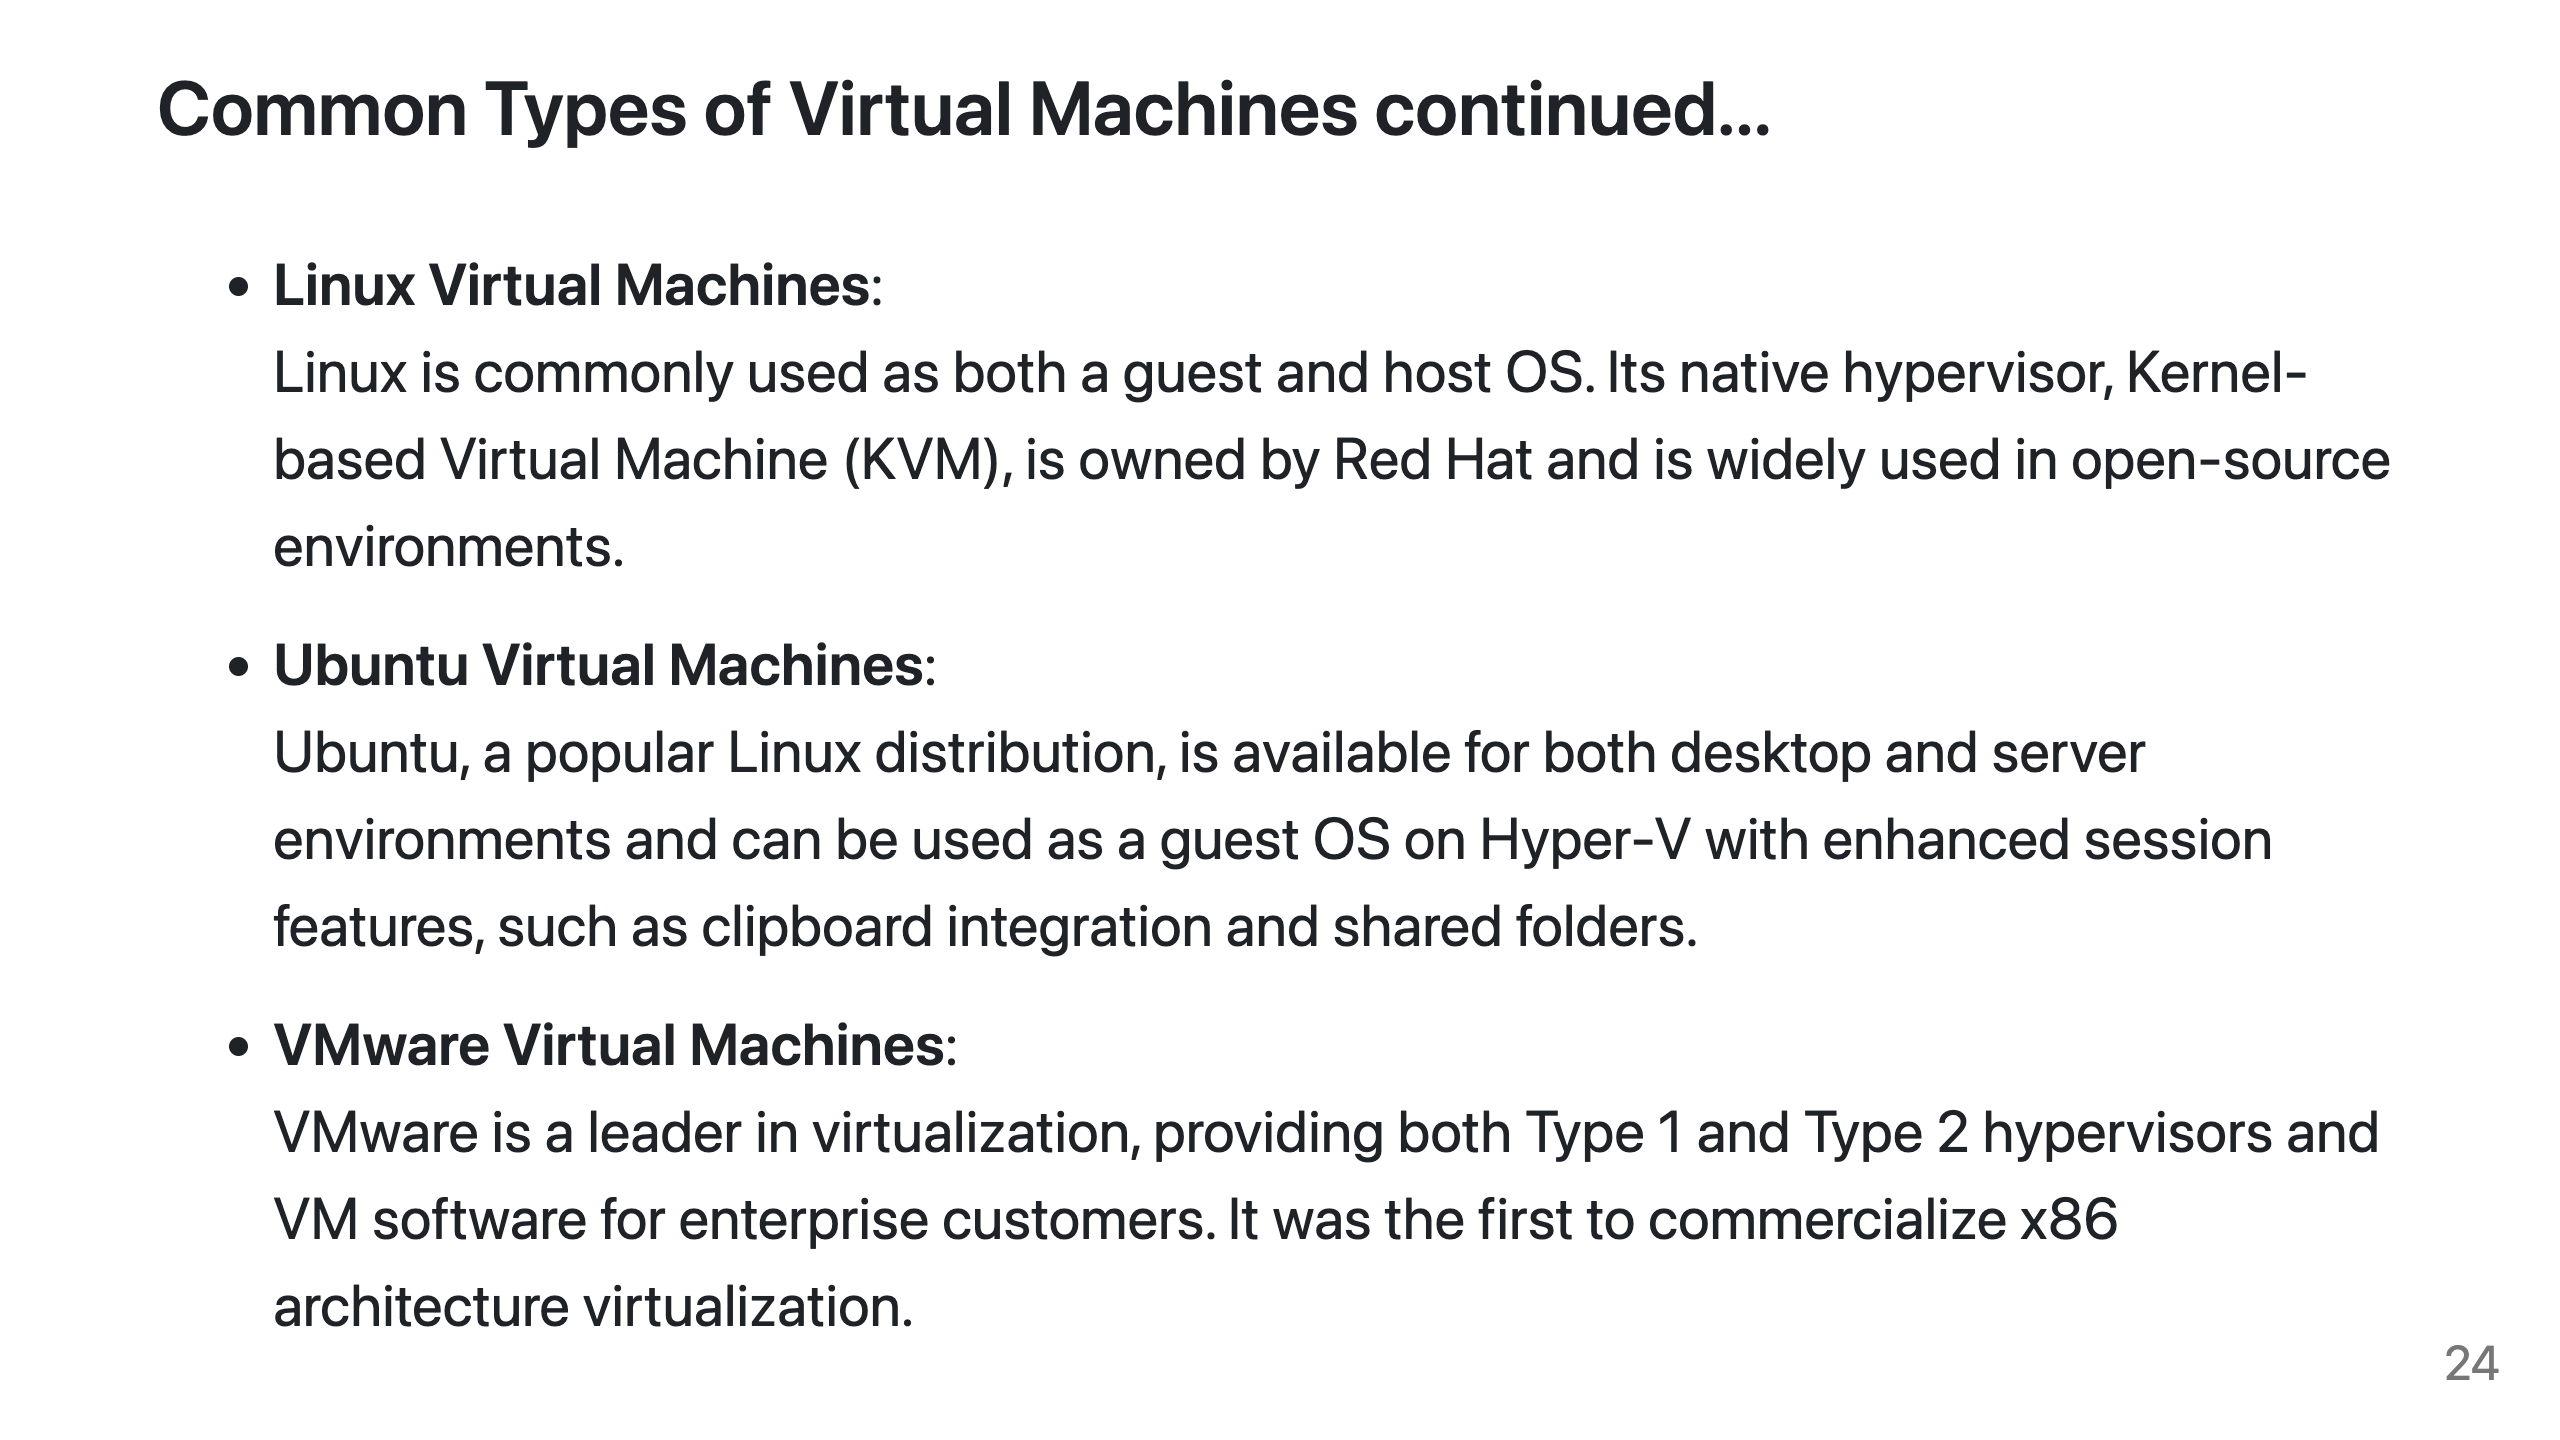 Common Types of Virtual Machines continued...
• Linux Virtual Machines:
Linux is commonly used as both a guest and host OS. Its native hypervisor, Kernel-
based Virtual Machine (KVM), is owned by Red Hat and is widely used in open-source
environments.
• Ubuntu Virtual Machines:
Ubuntu, a popular Linux distribution, is available for both desktop and server
environments and can be used as a guest OS on Hyper-V with enhanced session
features, such as clipboard integration and shared folders.
• VMware Virtual Machines:
VMware is a leader in virtualization, providing both Type 1 and Type 2 hypervisors and
VM software for enterprise customers. It was the first to commercialize x86
architecture virtualization.
24